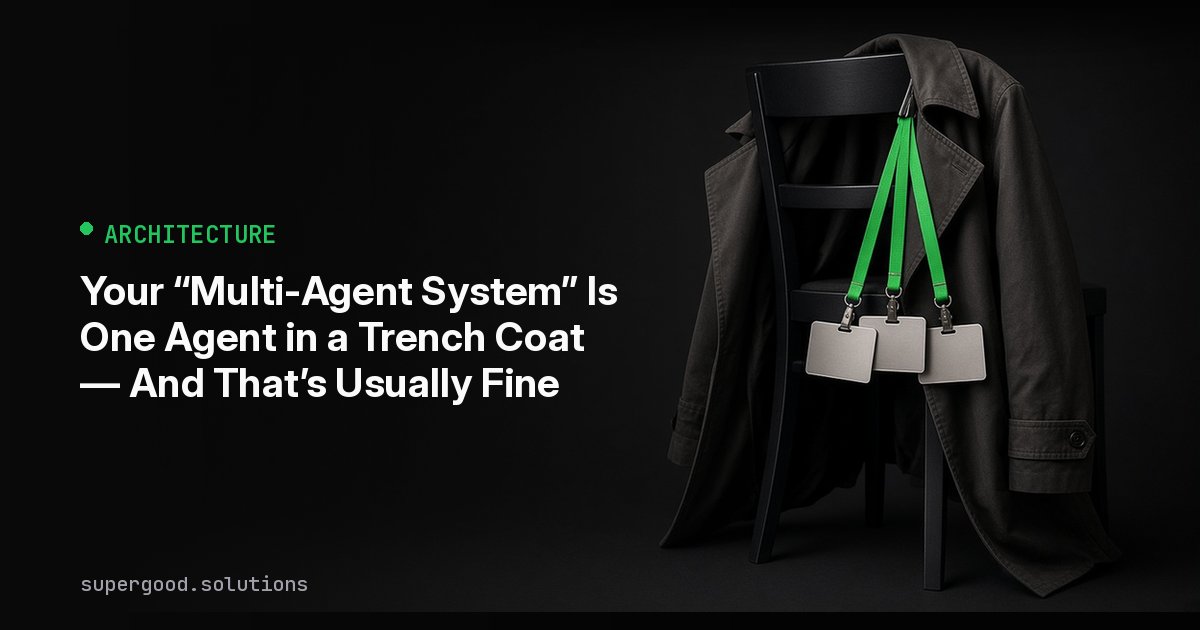 ARCHITECTURE
Your “Multi-Agent System” Is
One Agent in a Trench Coat
— And That’s Usually Fine
supergood.solutions